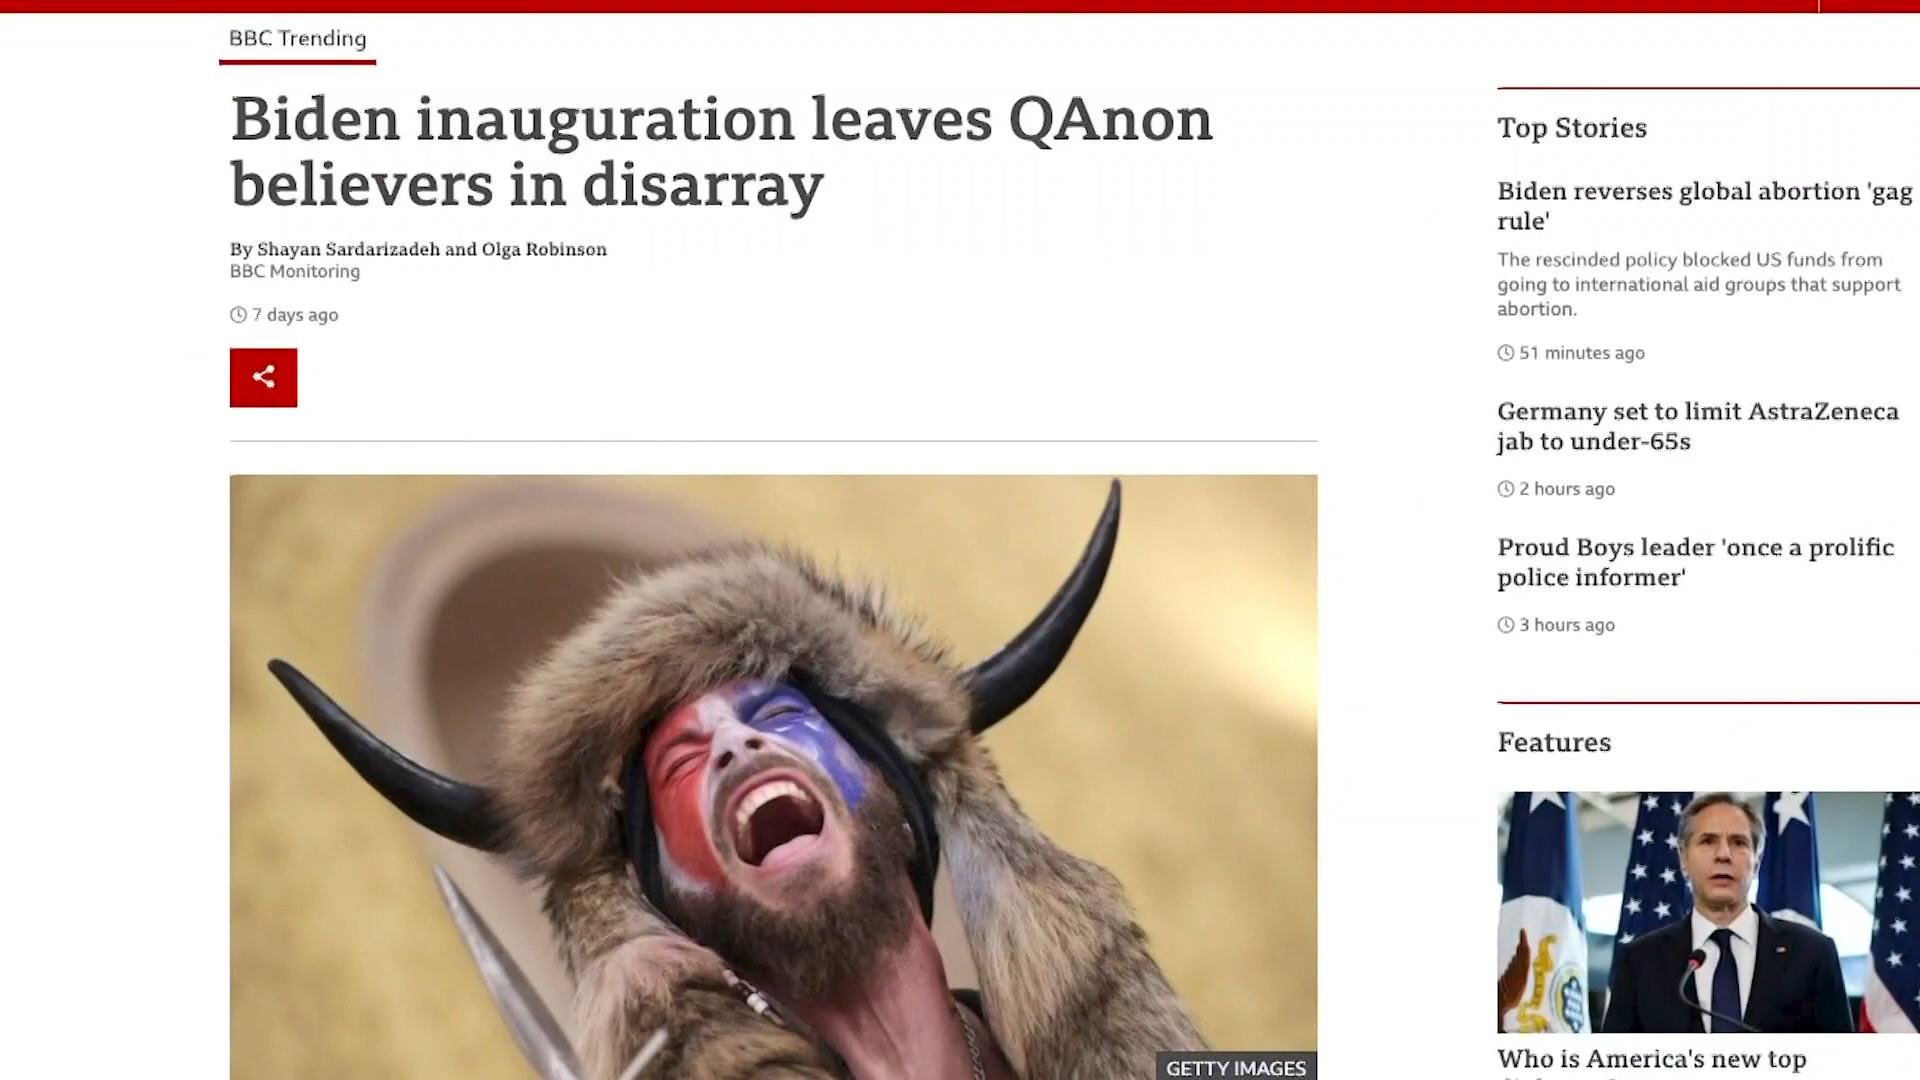 BBC Trending
Biden inauguration leaves QAnon
believers in disarray
By Shayan Sardarizadeh and Olga Robinson
BBC Monitoring
7 days ago
GETTY IMAGES
Top Stories
Biden reverses global abortion 'gag
rule'
The rescinded policy blocked US funds from
going to international aid groups that support
abortion.
51 minutes ago
Germany set to limit AstraZeneca
jab to under-65s
2 hours ago
Proud Boys leader 'once a prolific
police informer'
3 hours ago
Features
Who is America's new top